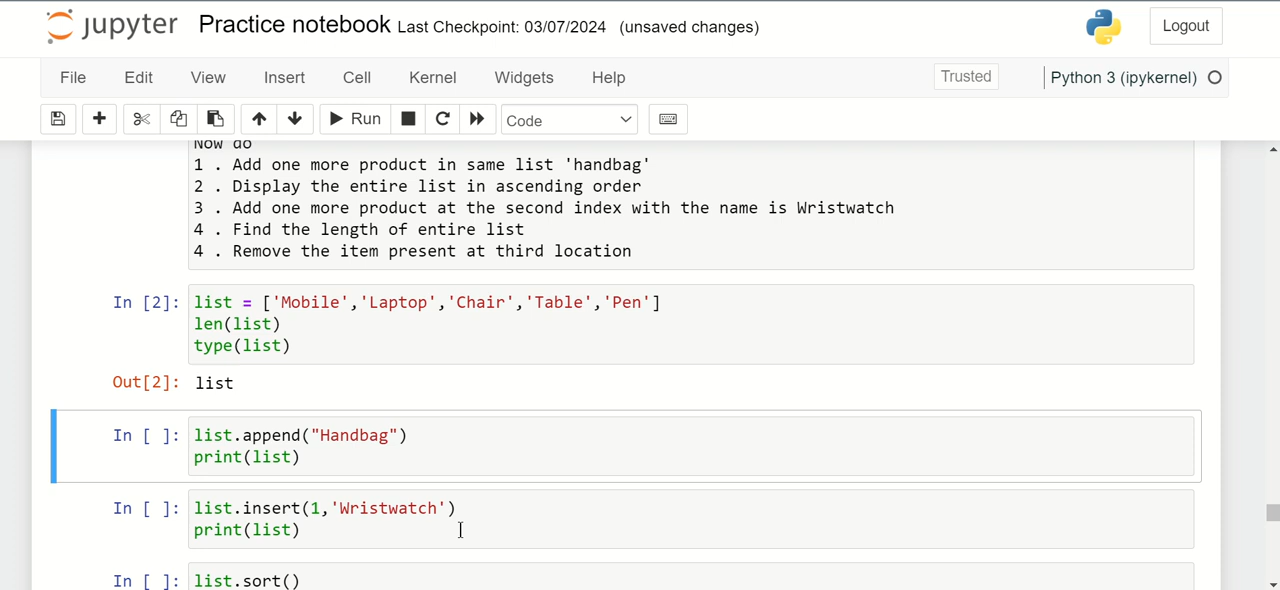 jupyter Practice notebook Last Checkpoint: 03/07/2024 (unsaved changes) Logout
File Edit View Insert Cell Kernel Widgets Help Trusted Python 3 (ipykernel)
Run Code
Now do
1 . Add one more product in same list 'handbag'
2 . Display the entire list in ascending order
3 . Add one more product at the second index with the name is Wristwatch
4 . Find the length of entire list
4 . Remove the item present at third location
In [2]: list = ['Mobile','Laptop','Chair','Table','Pen']
len(list)
type(list)
Out[2]: list
In [ ]: list.append("Handbag")
print(list)
In [ ]: list.insert(1,'Wristwatch')
print(list)
In [ ]: list.sort()